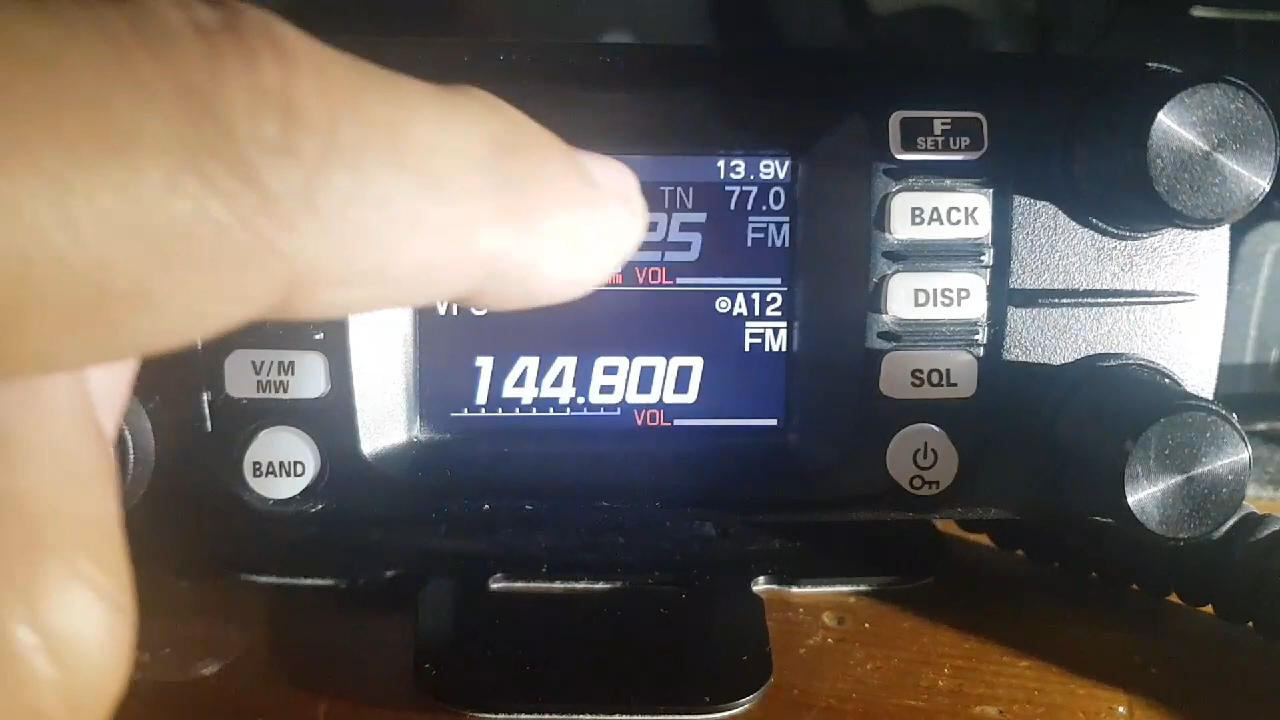 13.9V
TN 77.0
25 FM
VOL
A12
FM
144.800
VOL
V/M
MW
BAND
F
SET UP
BACK
DISP
SQL